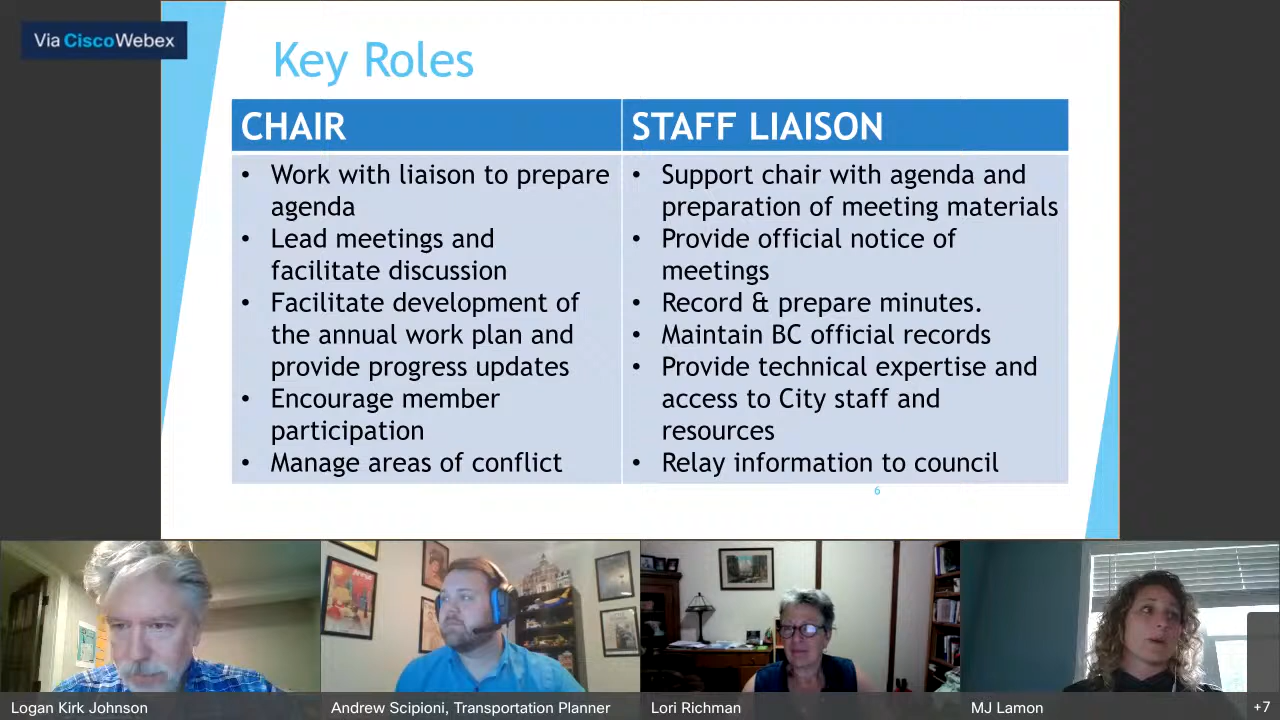 Via Cisco Webex
Key Roles
CHAIR
• Work with liaison to prepare
agenda
• Lead meetings and
facilitate discussion
• Facilitate development of
the annual work plan and
provide progress updates
• Encourage member
participation
• Manage areas of conflict
STAFF LIAISON
• Support chair with agenda and
preparation of meeting materials
• Provide official notice of
meetings
• Record & prepare minutes.
• Maintain BC official records
• Provide technical expertise and
access to City staff and
resources
• Relay information to council
6
Logan Kirk Johnson
Andrew Scipioni, Transportation Planner
Lori Richman
MJ Lamon
+7